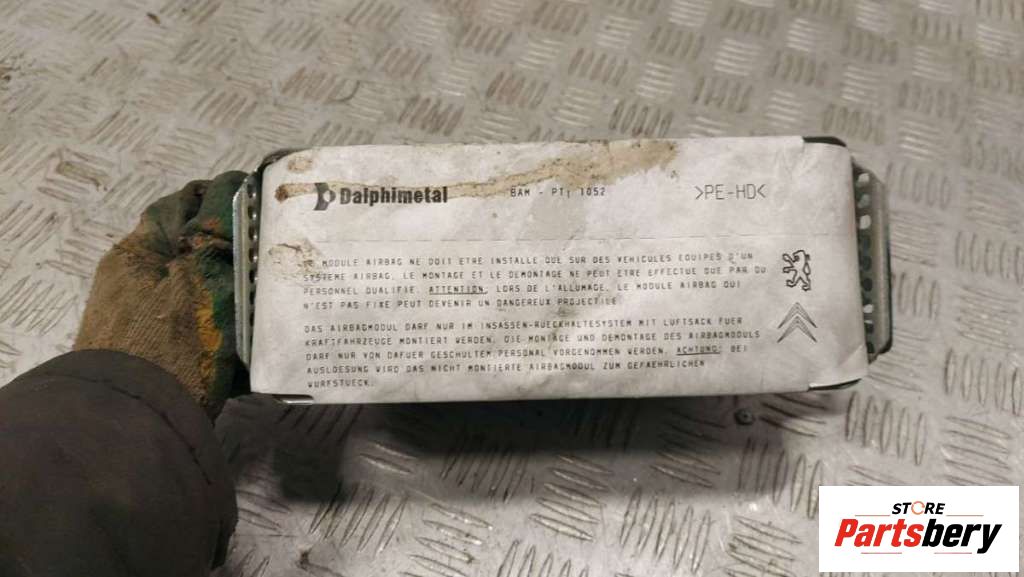 Dalphimetal
BAM - PT1 1052
>PE-HD<
LE MODULE AIRBAG NE DOIT ETRE INSTALLE QUE SUR DES VEHICULES EQUIPES D'UN
SYSTEME AIRBAG. LE MONTAGE ET LE DEMONTAGE NE PEUT ETRE EFFECTUE QUE PAR DU
PERSONNEL QUALIFIE. ATTENTION: LORS DE L'ALLUMAGE, LE MODULE AIRBAG QUI
N'EST PAS FIXE PEUT DEVENIR UN DANGEREUX PROJECTILE.
DAS AIRBAGMODUL DARF NUR IM INSASSEN-RUECKHALTESYSTEM MIT LUFTSACK FUER
KRAFTFAHRZEUGE MONTIERT WERDEN. DIE MONTAGE UND DEMONTAGE DES AIRBAGMODULS
DARF NUR VON DAFUER GESCHULTEM PERSONAL VORGENOMMEN WERDEN. ACHTUNG: BEI
AUSLOESUNG WIRD DAS NICHT MONTIERTE AIRBAGMODUL ZUM GEFAEHRLICHEN
WURFSTUECK.
STORE
Partsbery